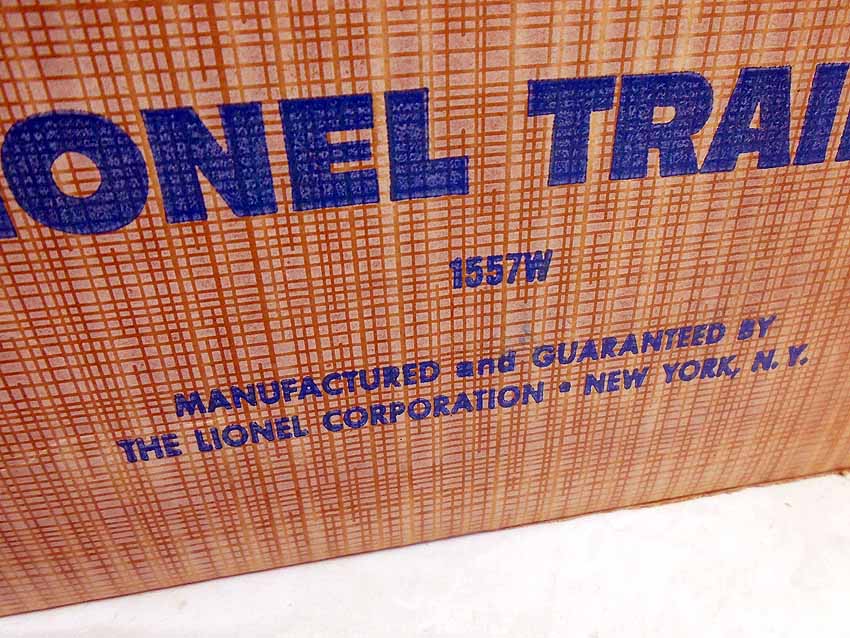 IONEL TRAI
1557W
MANUFACTURED and GUARANTEED BY
THE LIONEL CORPORATION • NEW YORK, N. Y.